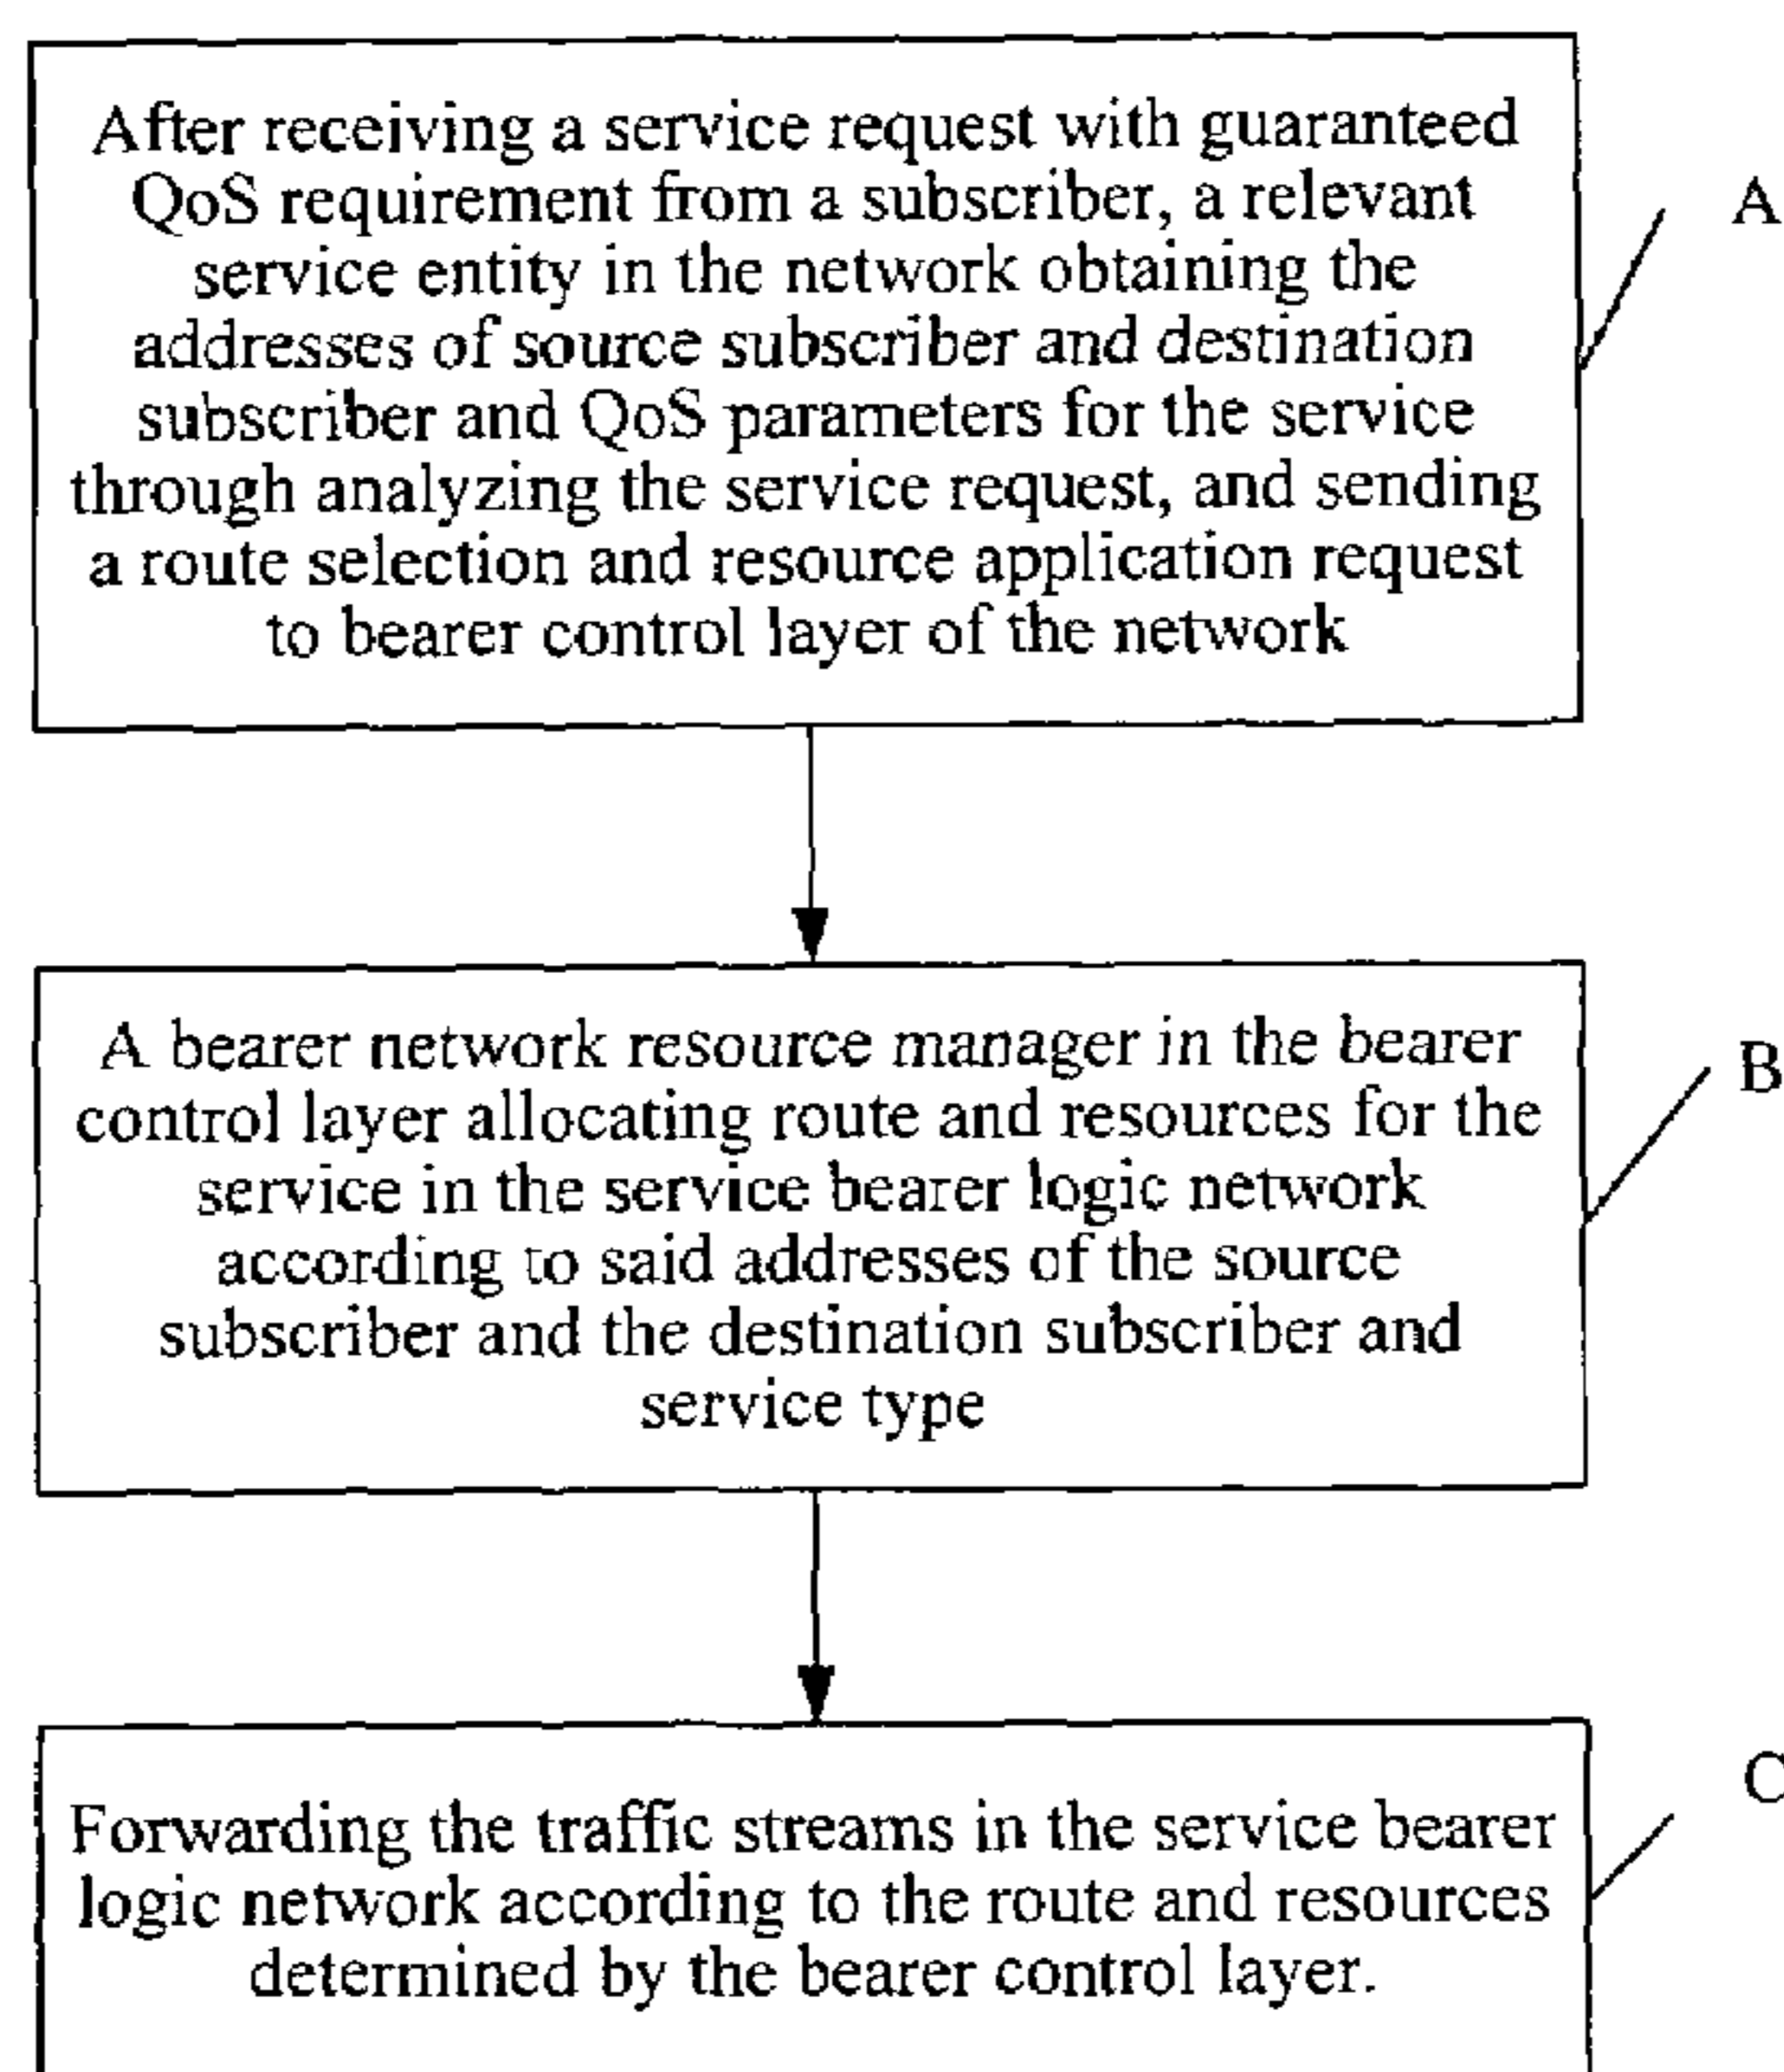 After receiving a service request with guaranteed
QoS requirement from a subscriber, a relevant
service entity in the network obtaining the
addresses of source subscriber and destination
subscriber and QoS parameters for the service
through analyzing the service request, and sending
a route selection and resource application request
to bearer control layer of the network
A
A bearer network resource manager in the bearer
control layer allocating route and resources for the
service in the service bearer logic network
according to said addresses of the source
subscriber and the destination subscriber and
service type
B
Forwarding the traffic streams in the service bearer
logic network according to the route and resources
determined by the bearer control layer.
C